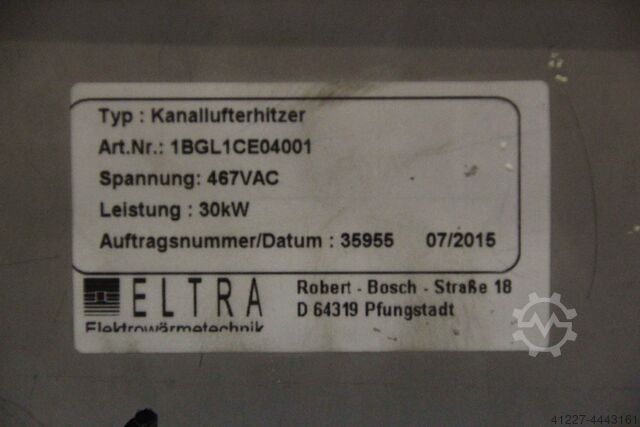 Typ : Kanallufterhitzer
Art.Nr.: 1BGL1CE04001
Spannung: 467VAC
Leistung : 30kW
Auftragsnummer/Datum : 35955 07/2015
ELTRA
Elektrowärmetechnik
Robert - Bosch - Straße 18
D 64319 Pfungstadt
41227-4443161